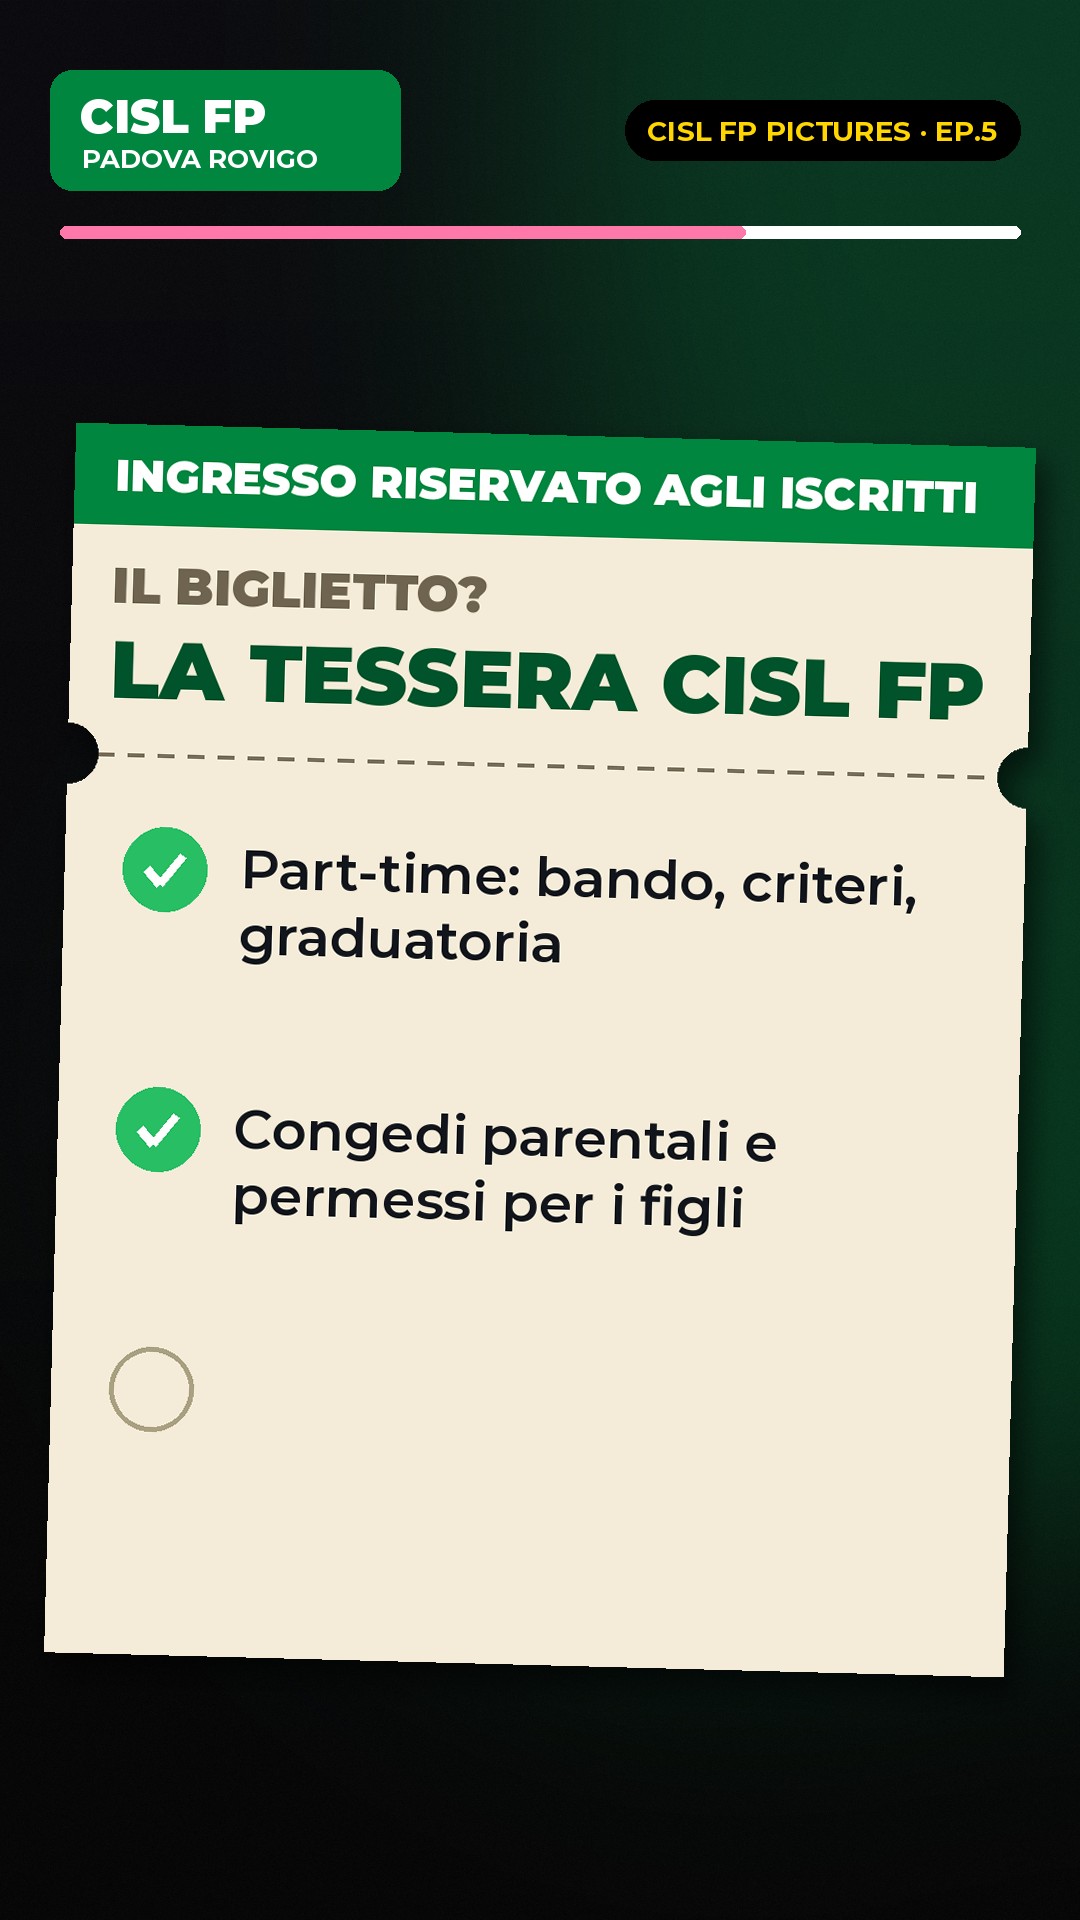 CISL FP
PADOVA ROVIGO
CISL FP PICTURES · EP.5
INGRESSO RISERVATO AGLI ISCRITTI
IL BIGLIETTO?
LA TESSERA CISL FP
Part-time: bando, criteri,
graduatoria
Congedi parentali e
permessi per i figli